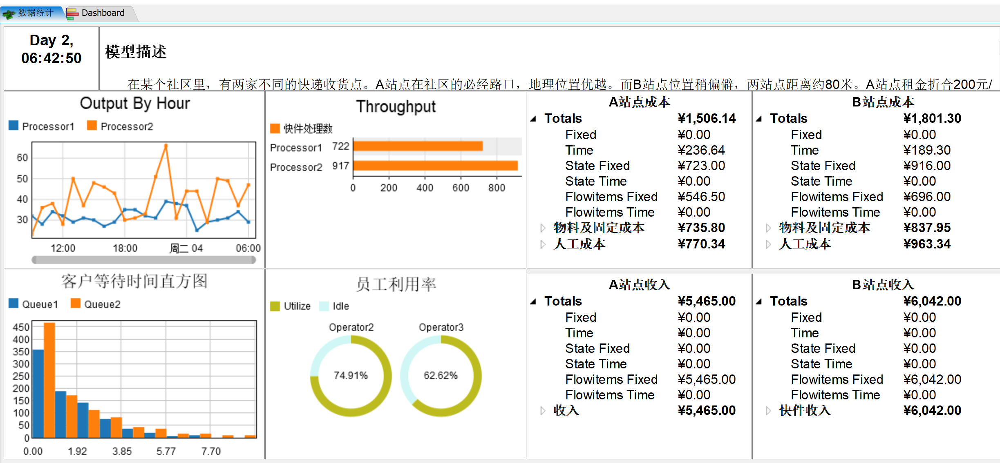 数据统计
Dashboard
Day 2,
06:42:50
模型描述
在某个社区里，有两家不同的快递收货点。A站点在社区的必经路口，地理位置优越。而B站点位置稍偏僻，两站点距离约80米。A站点租金折合200元/
Output By Hour
Processor1 Processor2
60
50
40
30
12:00 18:00 周二 04 06:00
Throughput
快件处理数
Processor1 722
Processor2 917
0 200 400 600 800
A站点成本
Totals ¥1,506.14
Fixed ¥0.00
Time ¥236.64
State Fixed ¥723.00
State Time ¥0.00
Flowitems Fixed ¥546.50
Flowitems Time ¥0.00
物料及固定成本 ¥735.80
人工成本 ¥770.34
B站点成本
Totals ¥1,801.30
Fixed ¥0.00
Time ¥189.30
State Fixed ¥916.00
State Time ¥0.00
Flowitems Fixed ¥696.00
Flowitems Time ¥0.00
物料及固定成本 ¥837.95
人工成本 ¥963.34
客户等待时间直方图
Queue1 Queue2
450
400
350
300
250
200
150
100
50
0
0.00 1.92 3.85 5.77 7.70
员工利用率
Utilize Idle
Operator2 Operator3
74.91% 62.62%
A站点收入
Totals ¥5,465.00
Fixed ¥0.00
Time ¥0.00
State Fixed ¥0.00
State Time ¥0.00
Flowitems Fixed ¥5,465.00
Flowitems Time ¥0.00
收入 ¥5,465.00
B站点收入
Totals ¥6,042.00
Fixed ¥0.00
Time ¥0.00
State Fixed ¥0.00
State Time ¥0.00
Flowitems Fixed ¥6,042.00
Flowitems Time ¥0.00
快件收入 ¥6,042.00